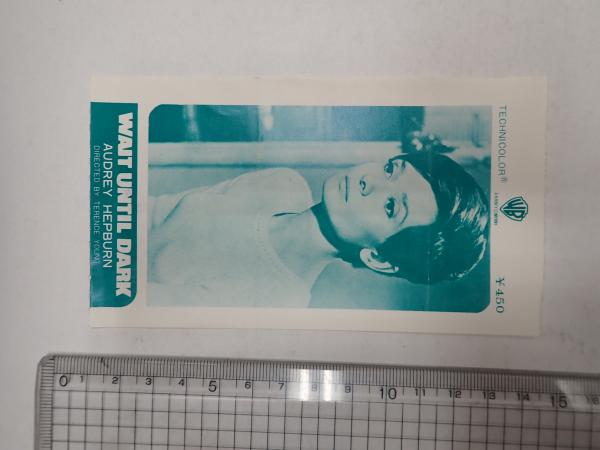 TECHNICOLOR®
¥450
WAIT UNTIL DARK
AUDREY HEPBURN
DIRECTED BY TERENCE YOUNG
0 1 2 3 4 5 6 7 8 9 10 11 12 13 14 15 16